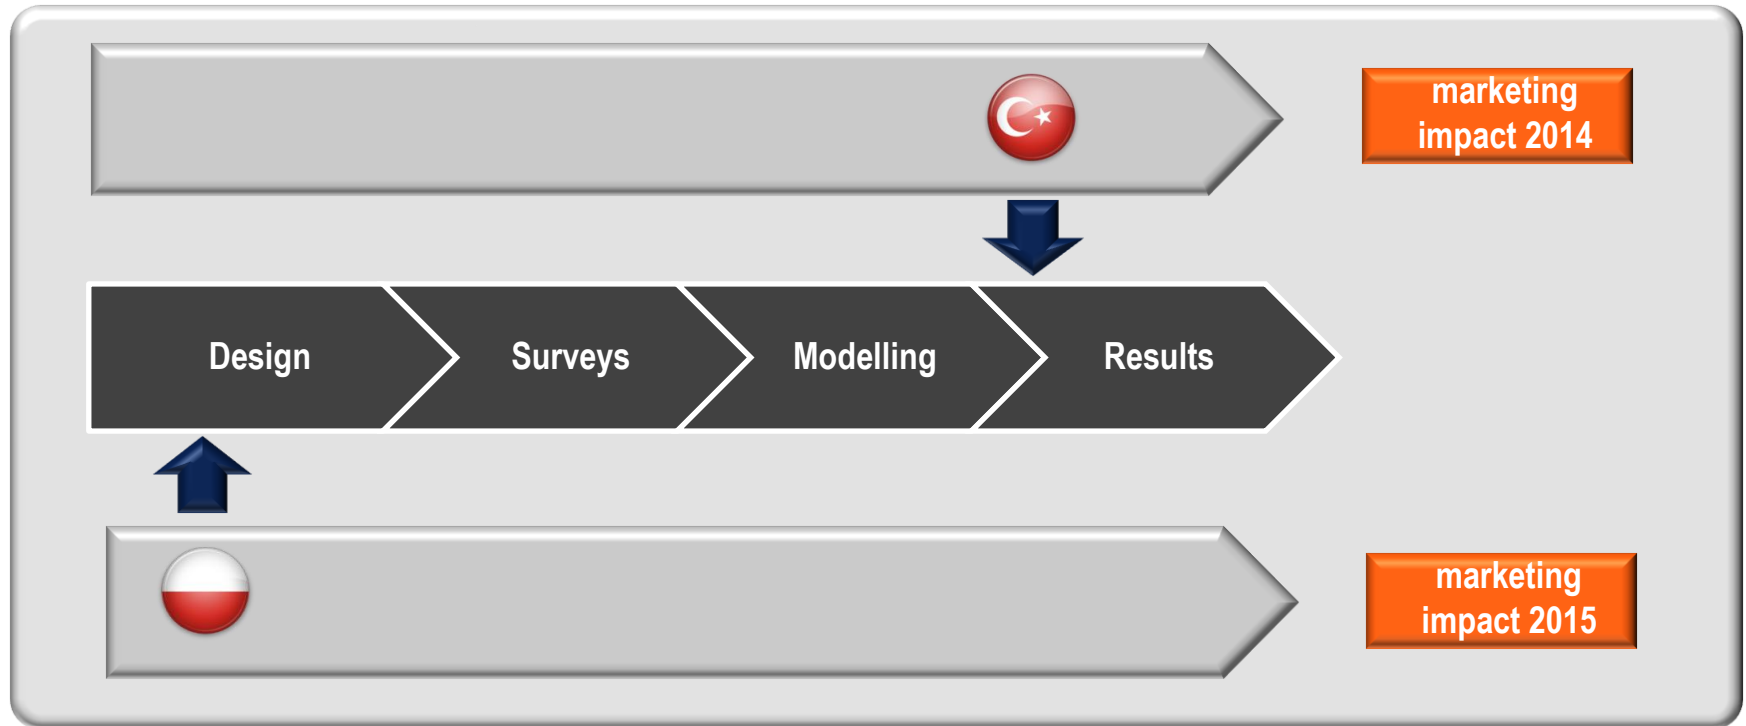 marketing
impact 2014
Design
Surveys
Modelling
Results
marketing
impact 2015